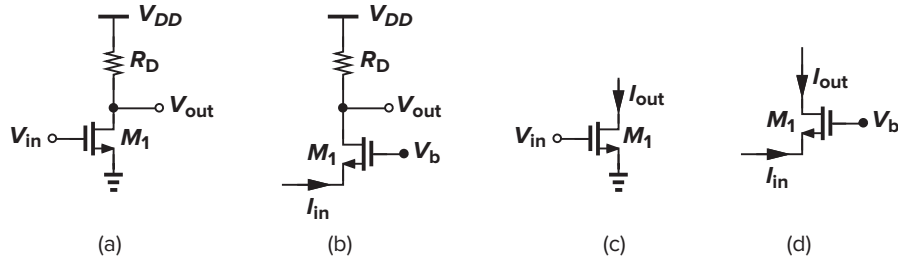 V_DD
R_D
V_out
V_in
M_1
(a)
V_DD
R_D
V_out
M_1
V_b
I_in
(b)
I_out
V_in
M_1
(c)
I_out
M_1
V_b
I_in
(d)